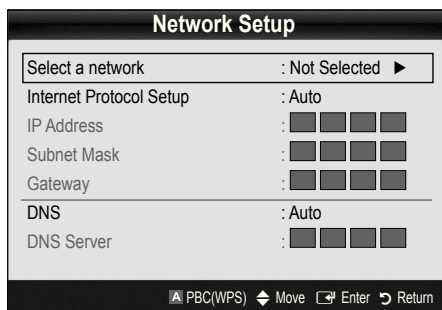 Network Setup
Select a network : Not Selected ►
Internet Protocol Setup : Auto
IP Address :
Subnet Mask :
Gateway :
DNS : Auto
DNS Server :
A PBC(WPS) Move Enter Return